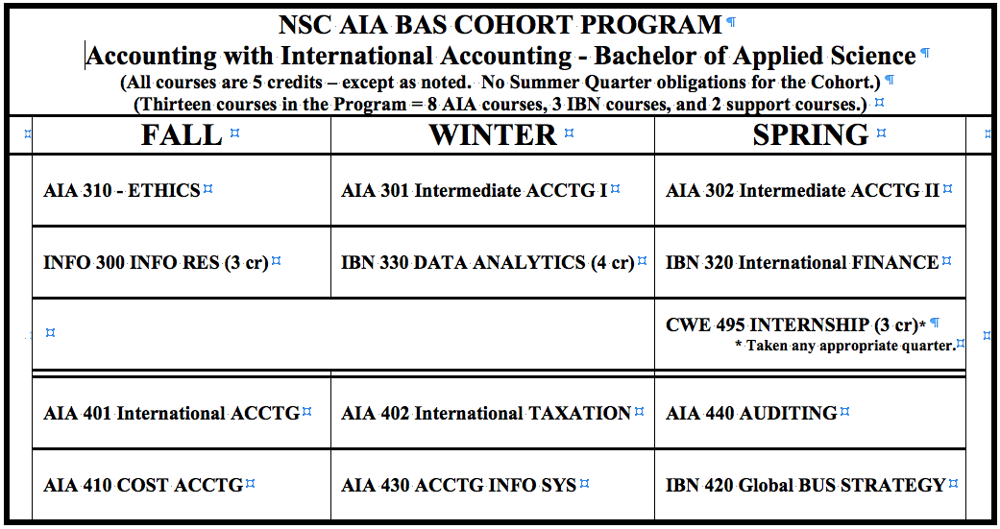 NSC AIA BAS COHORT PROGRAM
Accounting with International Accounting - Bachelor of Applied Science
(All courses are 5 credits – except as noted. No Summer Quarter obligations for the Cohort.)
(Thirteen courses in the Program = 8 AIA courses, 3 IBN courses, and 2 support courses.)
FALL WINTER SPRING
AIA 310 - ETHICS AIA 301 Intermediate ACCTG I AIA 302 Intermediate ACCTG II
INFO 300 INFO RES (3 cr) IBN 330 DATA ANALYTICS (4 cr) IBN 320 International FINANCE
CWE 495 INTERNSHIP (3 cr)*
* Taken any appropriate quarter.
AIA 401 International ACCTG AIA 402 International TAXATION AIA 440 AUDITING
AIA 410 COST ACCTG AIA 430 ACCTG INFO SYS IBN 420 Global BUS STRATEGY